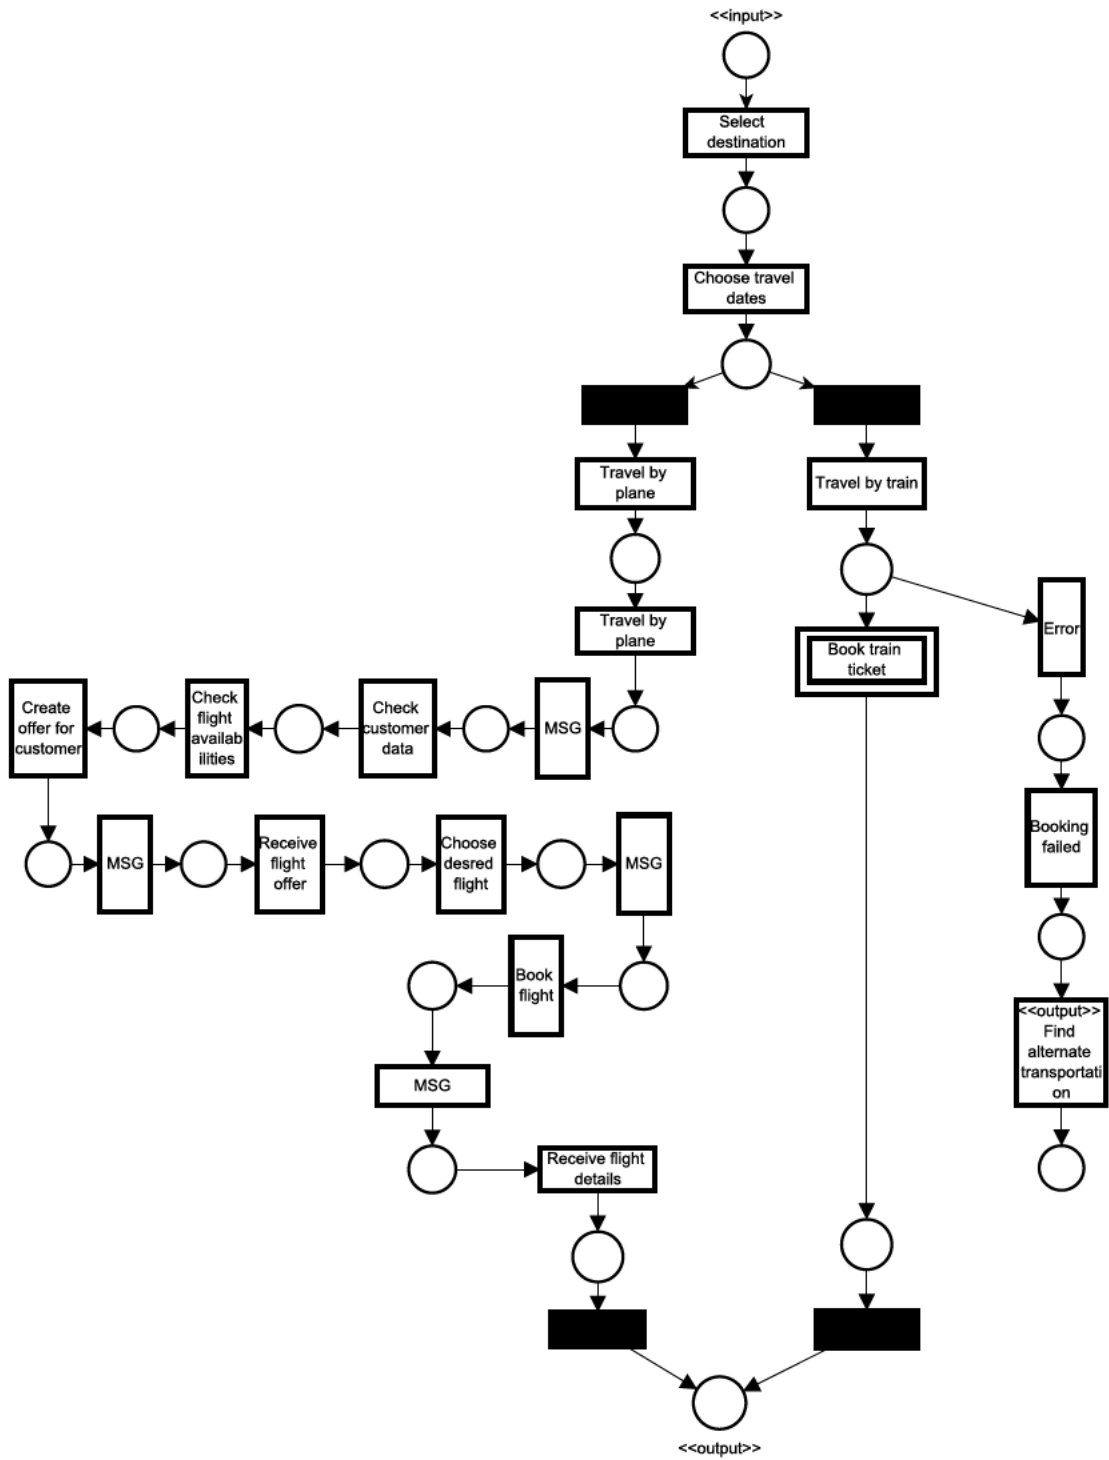 <<input>>
Select
destination
Choose travel
dates
Travel by
plane
Travel by train
Travel by
plane
Error
Book train
ticket
Create
offer for
customer
Check
flight
availab
ilities
Check
customer
data
MSG
MSG
Receive
flight
offer
Choose
desred
flight
MSG
Booking
failed
Book
flight
<<output>>
Find
alternate
transportati
on
MSG
Receive flight
details
<<output>>